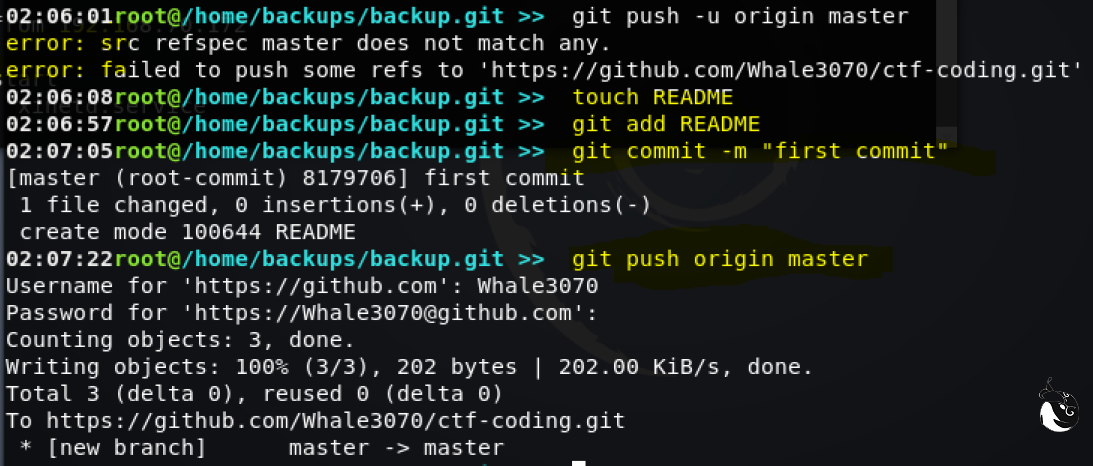 02:06:01root@/home/backups/backup.git >>  git push -u origin master
error: src refspec master does not match any.
error: failed to push some refs to 'https://github.com/Whale3070/ctf-coding.git'
02:06:08root@/home/backups/backup.git >>  touch README
02:06:57root@/home/backups/backup.git >>  git add README
02:07:05root@/home/backups/backup.git >>  git commit -m "first commit"
[master (root-commit) 8179706] first commit
 1 file changed, 0 insertions(+), 0 deletions(-)
 create mode 100644 README
02:07:22root@/home/backups/backup.git >>  git push origin master
Username for 'https://github.com': Whale3070
Password for 'https://Whale3070@github.com':
Counting objects: 3, done.
Writing objects: 100% (3/3), 202 bytes | 202.00 KiB/s, done.
Total 3 (delta 0), reused 0 (delta 0)
To https://github.com/Whale3070/ctf-coding.git
 * [new branch]      master -> master